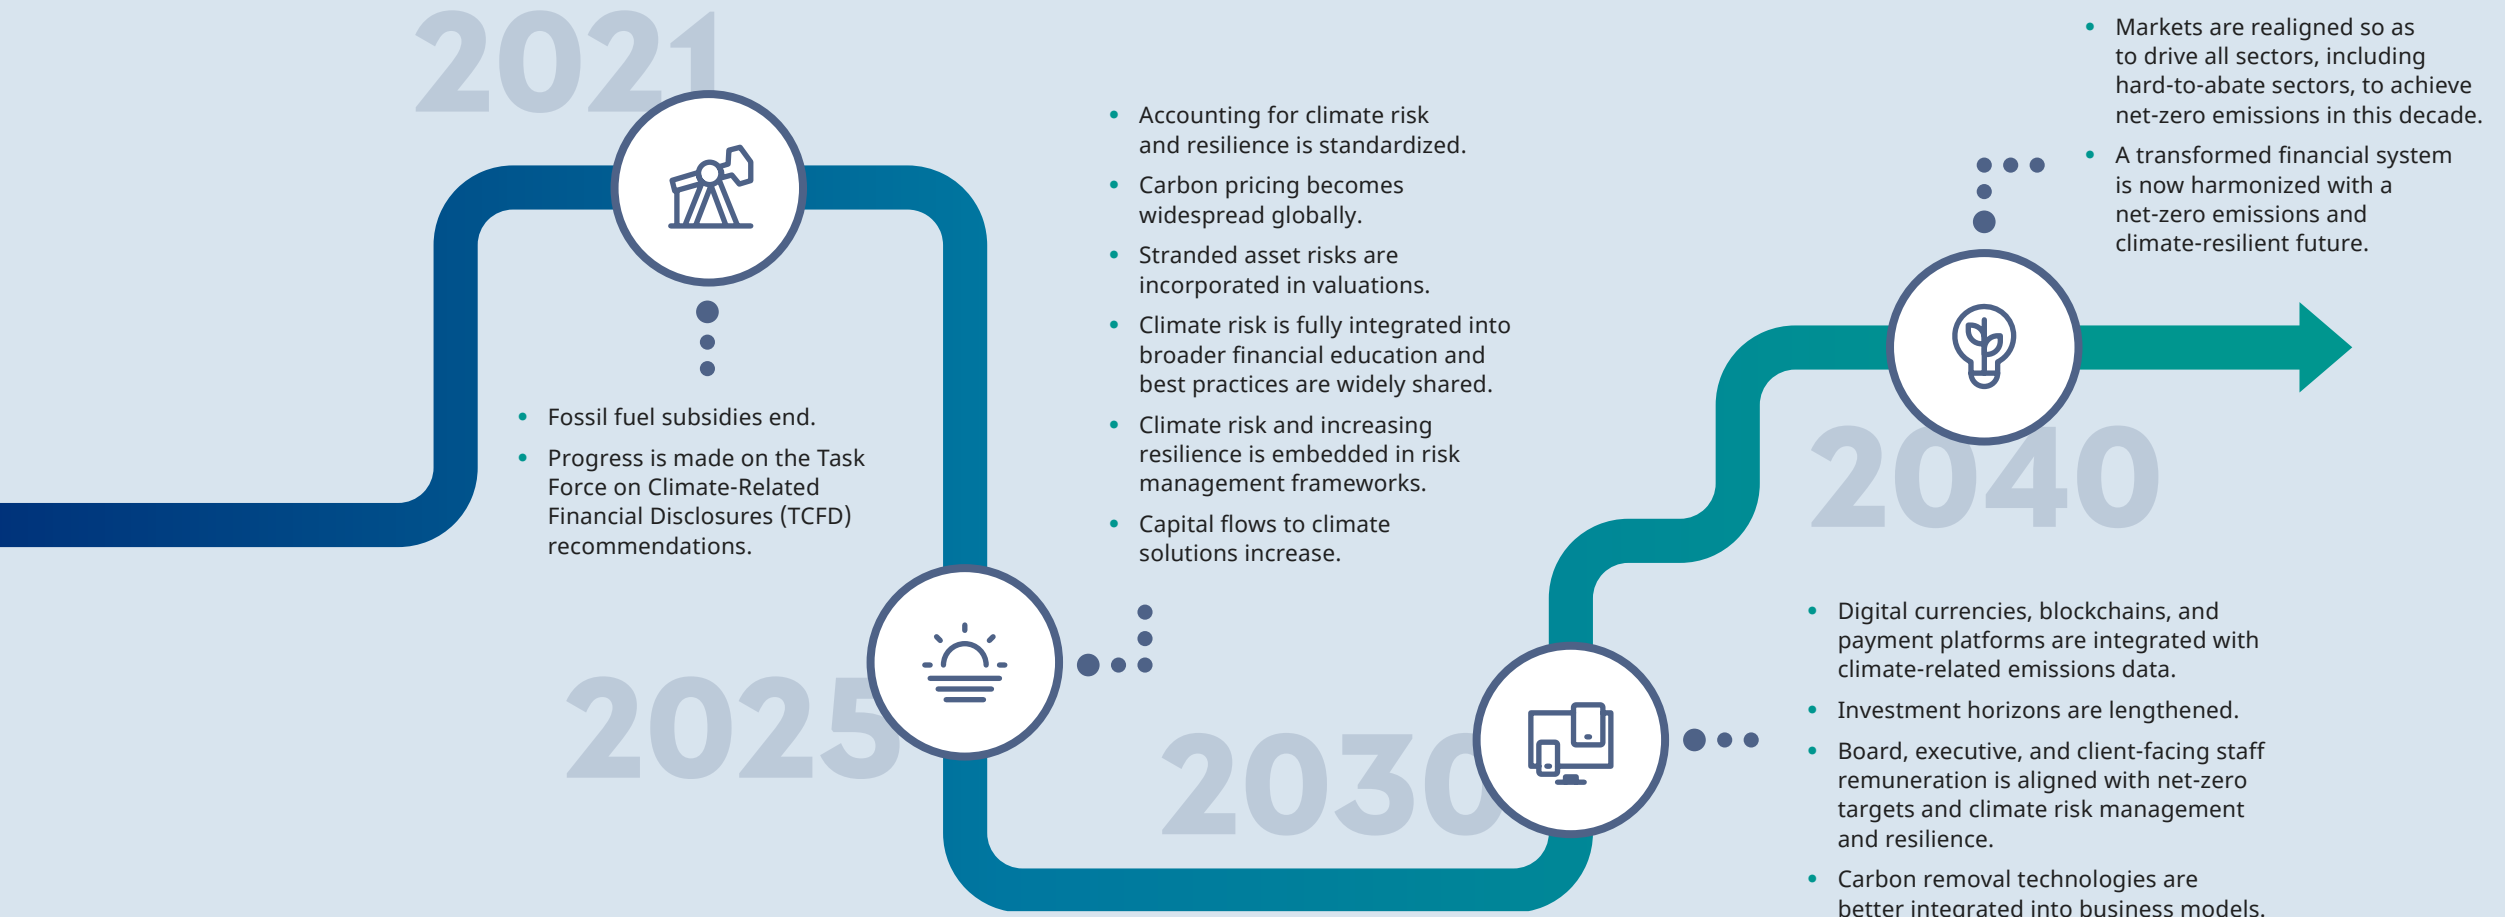 2021
• Fossil fuel subsidies end.
• Progress is made on the Task
Force on Climate-Related
Financial Disclosures (TCFD)
recommendations.
2025
• Accounting for climate risk
and resilience is standardized.
• Carbon pricing becomes
widespread globally.
• Stranded asset risks are
incorporated in valuations.
• Climate risk is fully integrated into
broader financial education and
best practices are widely shared.
• Climate risk and increasing
resilience is embedded in risk
management frameworks.
• Capital flows to climate
solutions increase.
2030
• Digital currencies, blockchains, and
payment platforms are integrated with
climate-related emissions data.
• Investment horizons are lengthened.
• Board, executive, and client-facing staff
remuneration is aligned with net-zero
targets and climate risk management
and resilience.
• Carbon removal technologies are
better integrated into business models.
2040
• Markets are realigned so as
to drive all sectors, including
hard-to-abate sectors, to achieve
net-zero emissions in this decade.
• A transformed financial system
is now harmonized with a
net-zero emissions and
climate-resilient future.